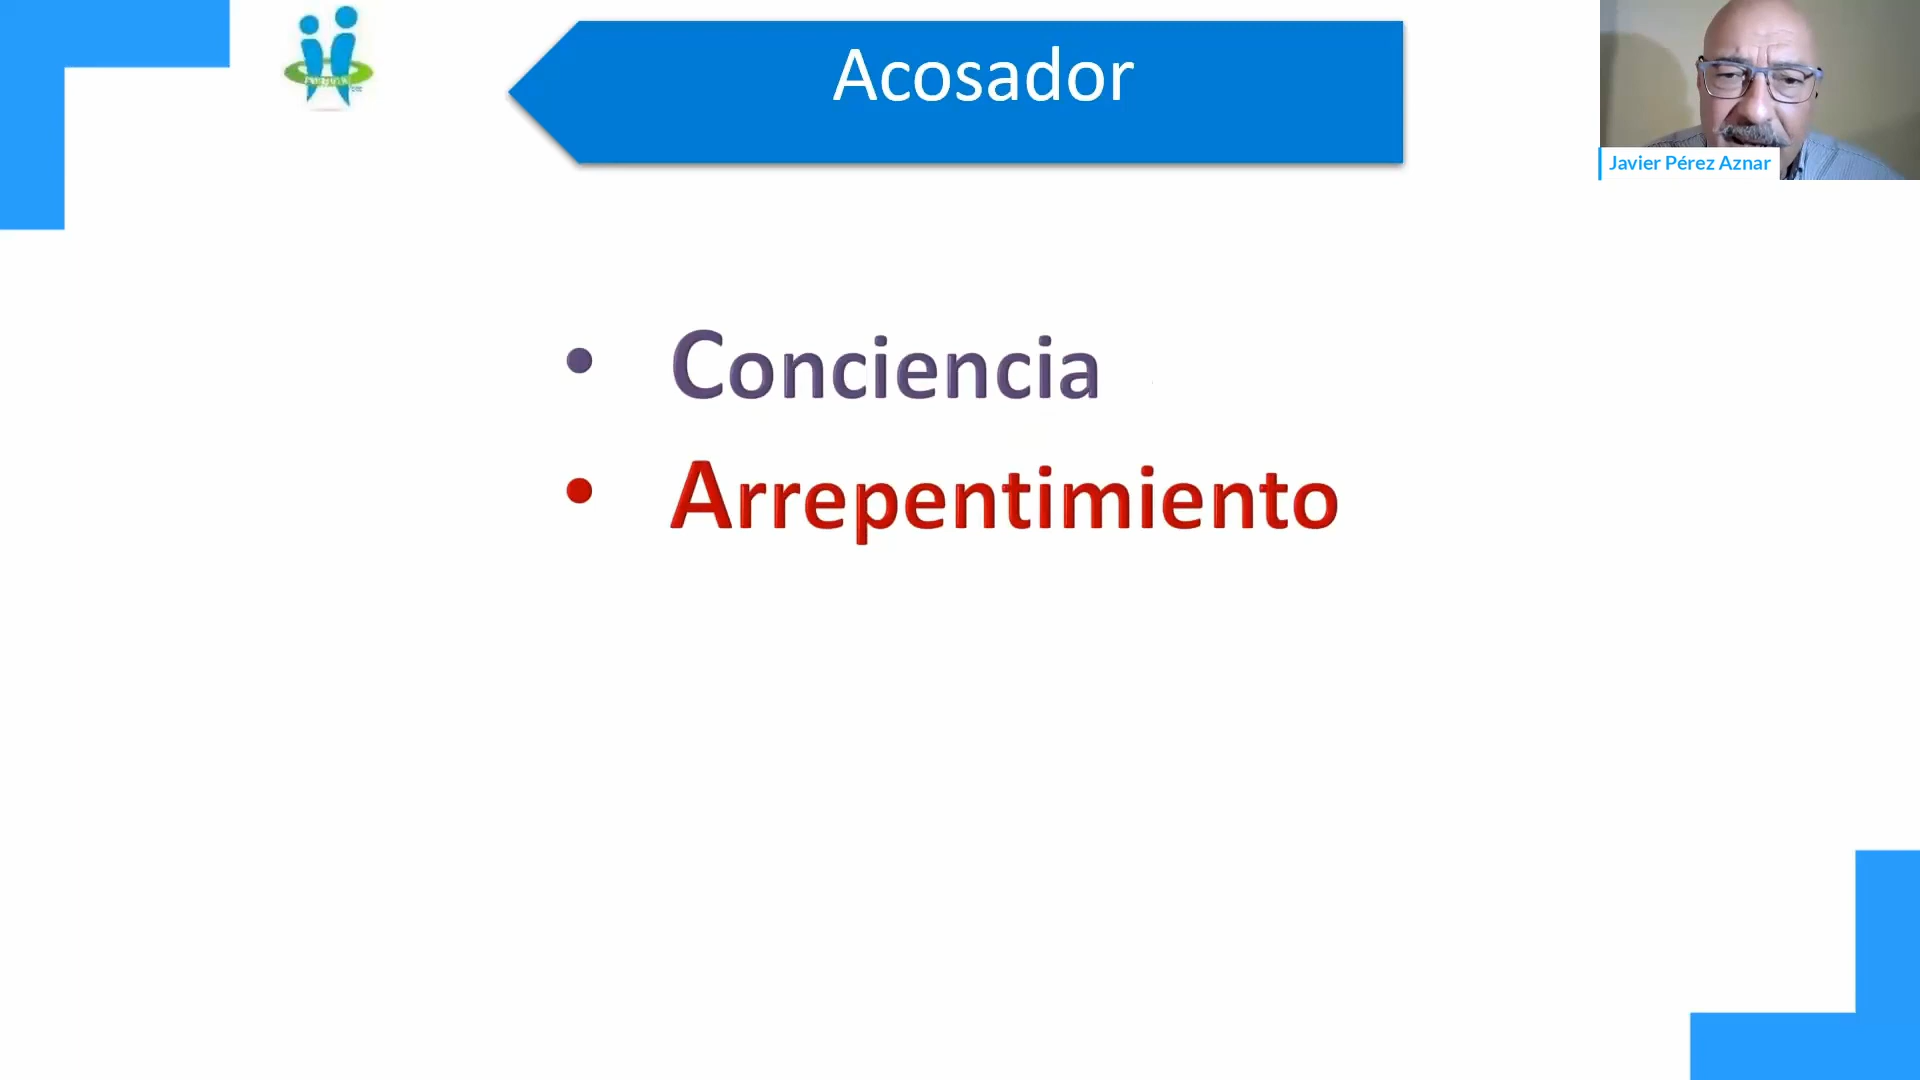 Acosador
Javier Pérez Aznar
• Conciencia
• Arrepentimiento